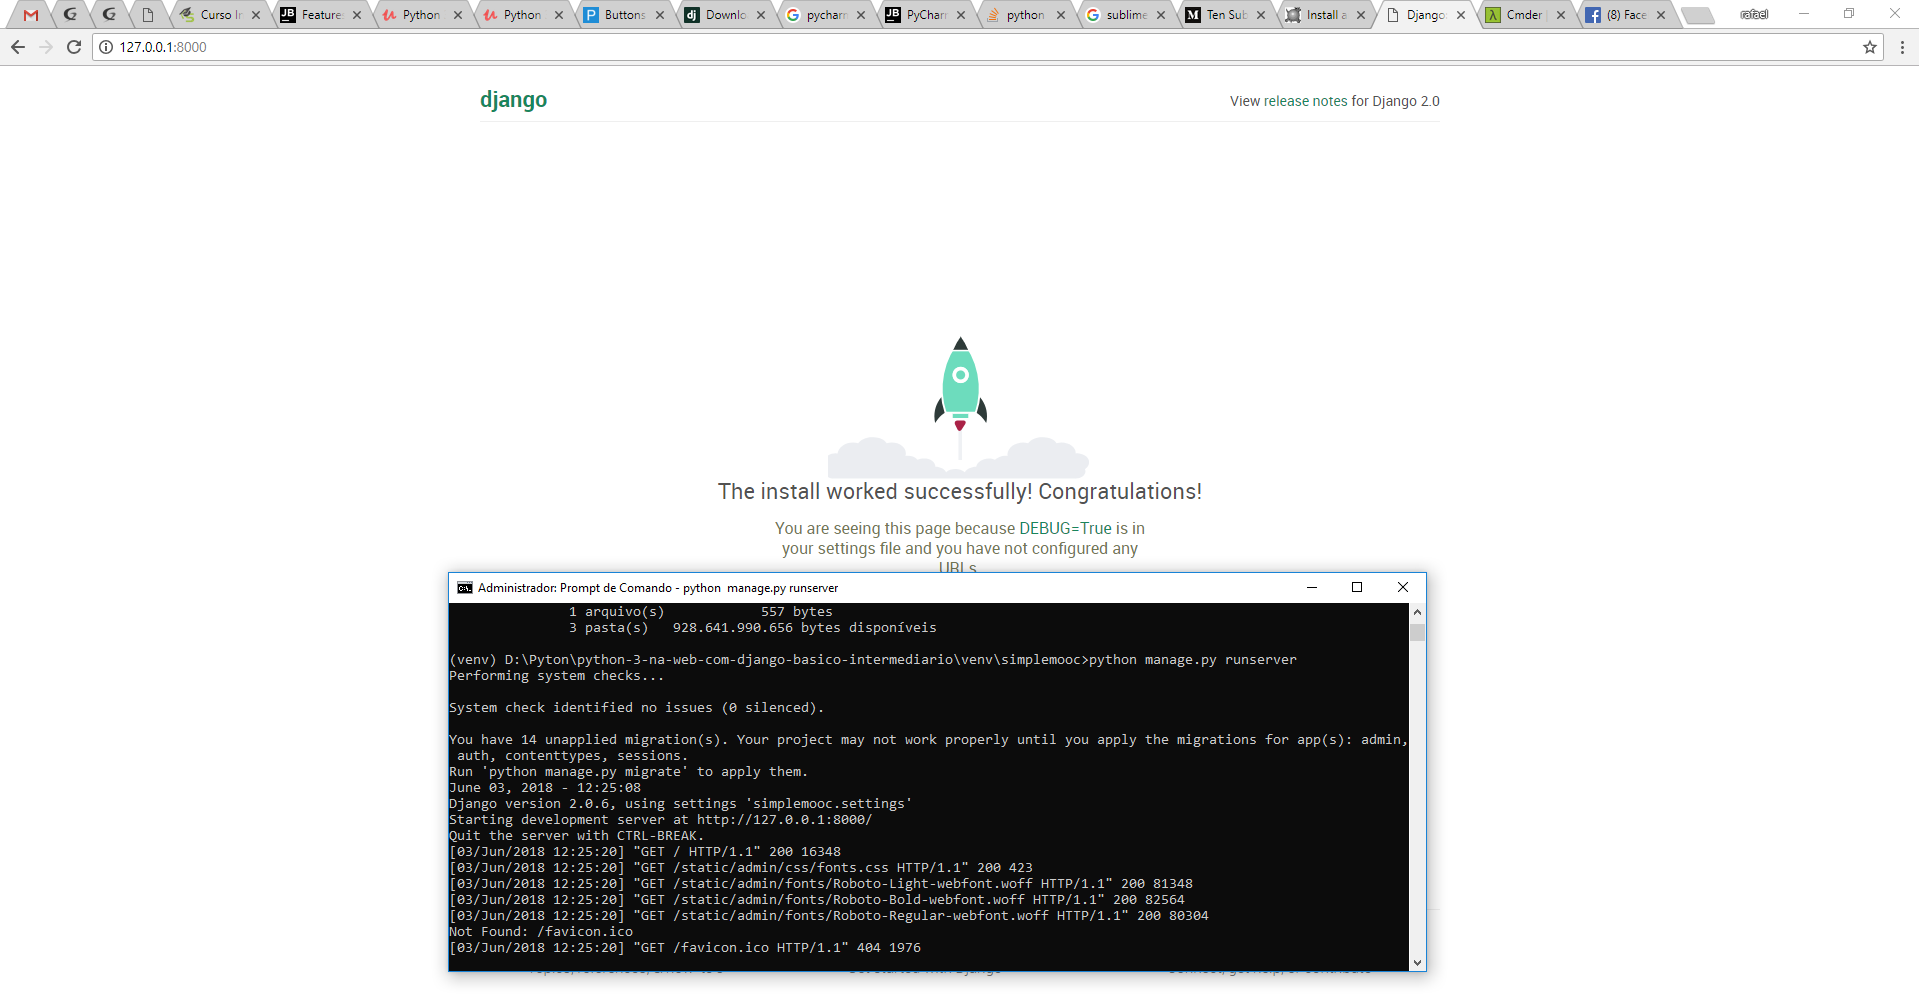 Curso In
Feature
Python
Python
Buttons
Downlo
pycharm
PyChar
python
sublime
Ten Sub
Install a
Django
Cmder
(8) Face
rafael
127.0.0.1:8000
django
View release notes for Django 2.0
The install worked successfully! Congratulations!
You are seeing this page because DEBUG=True is in
your settings file and you have not configured any
URLs.
Administrador: Prompt de Comando - python  manage.py runserver
1 arquivo(s)            557 bytes
3 pasta(s)   928.641.990.656 bytes disponíveis
(venv) D:\Pyton\python-3-na-web-com-django-basico-intermediario\venv\simplemooc>python manage.py runserver
Performing system checks...
System check identified no issues (0 silenced).
You have 14 unapplied migration(s). Your project may not work properly until you apply the migrations for app(s): admin,
auth, contenttypes, sessions.
Run 'python manage.py migrate' to apply them.
June 03, 2018 - 12:25:08
Django version 2.0.6, using settings 'simplemooc.settings'
Starting development server at http://127.0.0.1:8000/
Quit the server with CTRL-BREAK.
[03/Jun/2018 12:25:20] "GET / HTTP/1.1" 200 16348
[03/Jun/2018 12:25:20] "GET /static/admin/css/fonts.css HTTP/1.1" 200 423
[03/Jun/2018 12:25:20] "GET /static/admin/fonts/Roboto-Light-webfont.woff HTTP/1.1" 200 81348
[03/Jun/2018 12:25:20] "GET /static/admin/fonts/Roboto-Bold-webfont.woff HTTP/1.1" 200 82564
[03/Jun/2018 12:25:20] "GET /static/admin/fonts/Roboto-Regular-webfont.woff HTTP/1.1" 200 80304
Not Found: /favicon.ico
[03/Jun/2018 12:25:20] "GET /favicon.ico HTTP/1.1" 404 1976